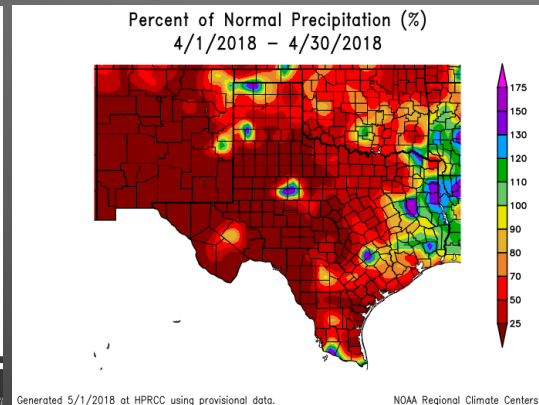 Percent of Normal Precipitation (%)
4/1/2018 – 4/30/2018
175
150
130
120
110
100
90
80
70
50
25
Generated 5/1/2018 at HPRCC using provisional data.
NOAA Regional Climate Centers